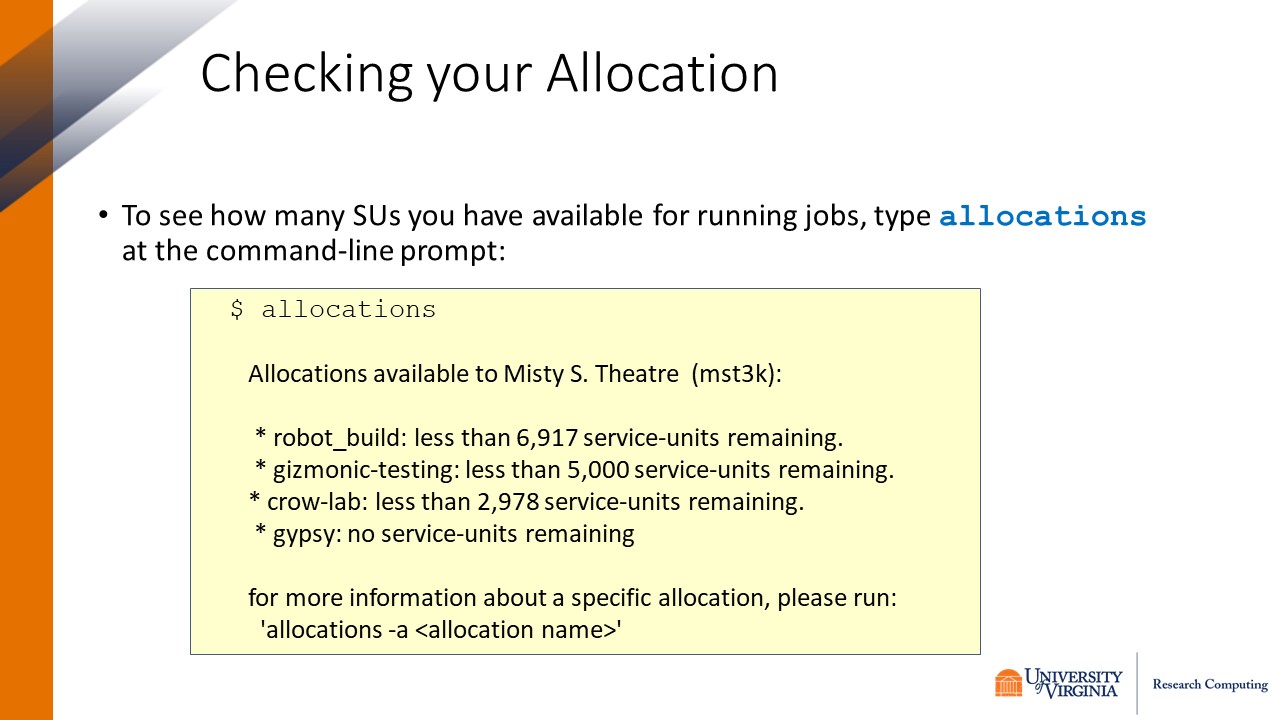 Checking your Allocation
• To see how many SUs you have available for running jobs, type allocations
at the command-line prompt:
$ allocations
Allocations available to Misty S. Theatre (mst3k):
* robot_build: less than 6,917 service-units remaining.
* gizmonic-testing: less than 5,000 service-units remaining.
* crow-lab: less than 2,978 service-units remaining.
* gypsy: no service-units remaining
for more information about a specific allocation, please run:
'allocations -a <allocation name>'
UNIVERSITY
of VIRGINIA
Research Computing